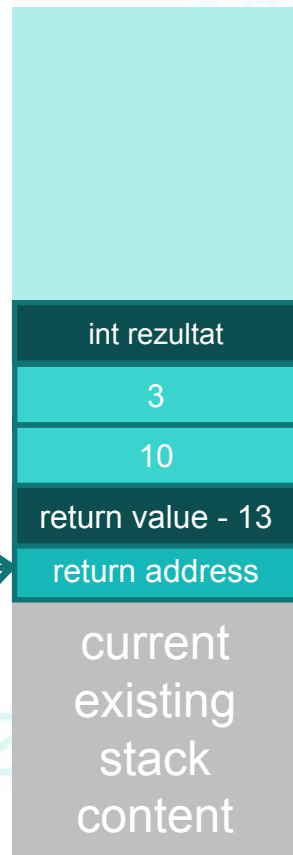 int rezultat
3
10
return value - 13
return address
current
existing
stack
content